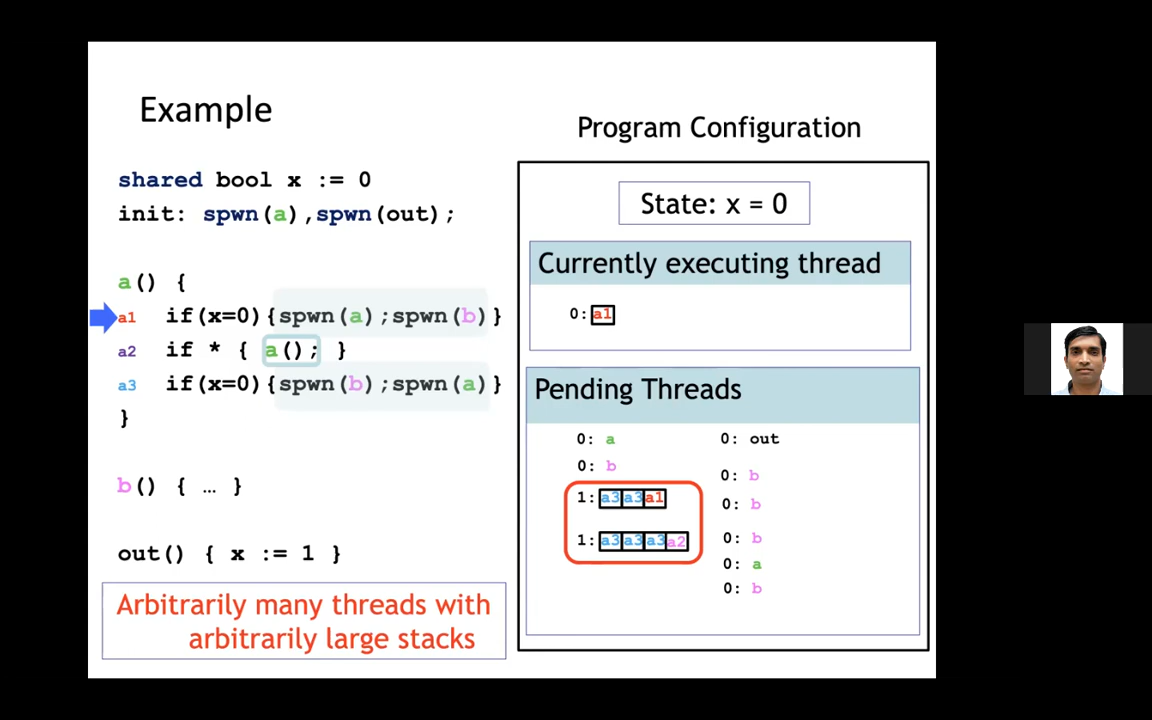 Example
shared bool x := 0
init: spwn(a),spwn(out);
a() {
a1 if(x=0){spwn(a);spwn(b)}
a2 if * { a(); }
a3 if(x=0){spwn(b);spwn(a)}
}
b() { … }
out() { x := 1 }
Arbitrarily many threads with
arbitrarily large stacks
Program Configuration
State: x = 0
Currently executing thread
0: a1
Pending Threads
0: a
0: b
1: a3 a3 a1
1: a3 a3 a3 a2
0: out
0: b
0: b
0: b
0: a
0: b